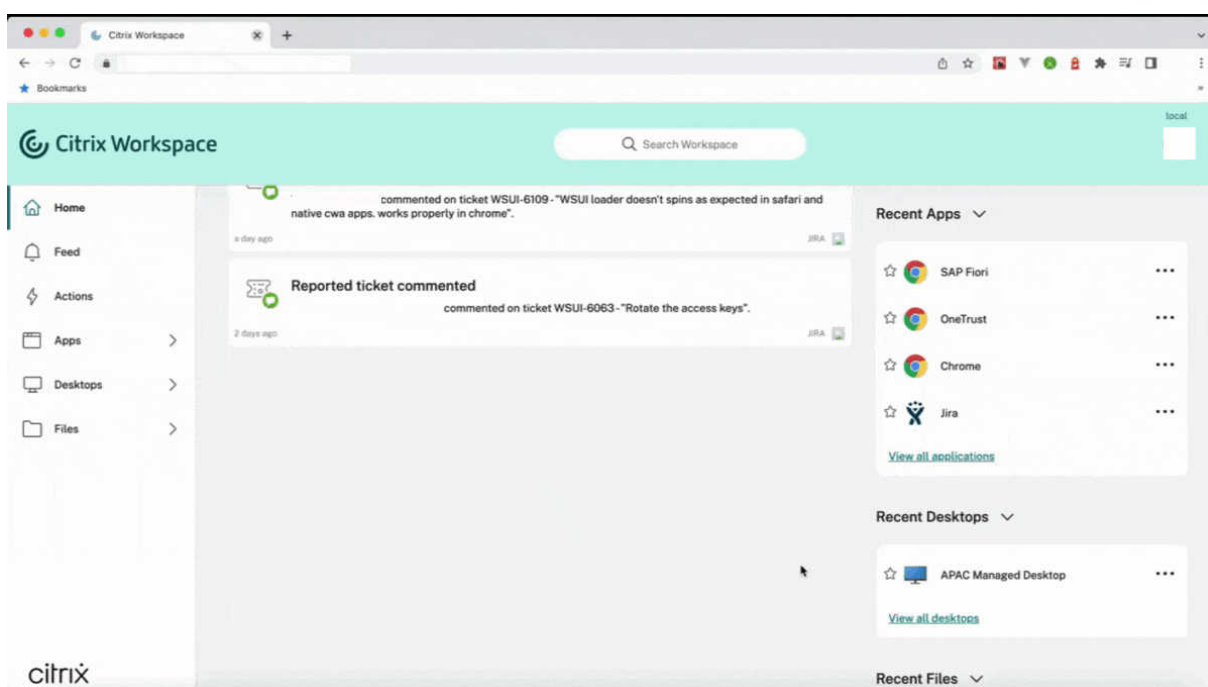 Citrix Workspace
Bookmarks
local
Citrix Workspace
Search Workspace
Home
Feed
Actions
Apps
Desktops
Files
citrix
commented on ticket WSUI-6109-"WSUI loader doesn't spins as expected in safari and
native cwa apps. works properly in chrome".
a day ago
JIRA
Reported ticket commented
commented on ticket WSUI-6063-"Rotate the access keys".
2 days ago
JIRA
Recent Apps
SAP Fiori
OneTrust
Chrome
Jira
View all applications
Recent Desktops
APAC Managed Desktop
View all desktops
Recent Files